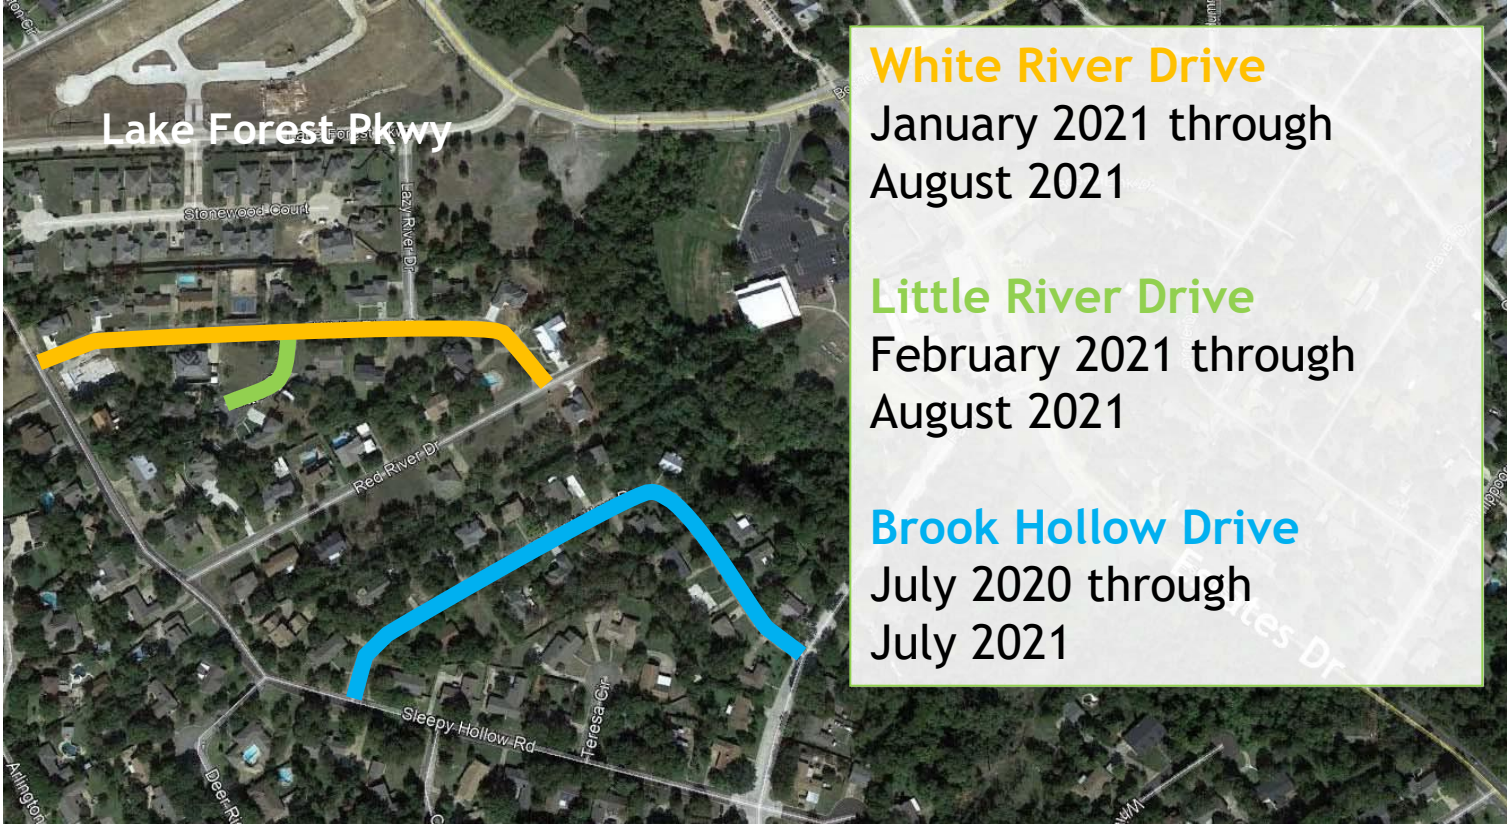 Lake Forest Pkwy
Stonewood Court
Lazy River Dr
Red River Dr
Sleepy Hollow Rd
Teresa Cir
Arlington
White River Drive
January 2021 through
August 2021
Little River Drive
February 2021 through
August 2021
Brook Hollow Drive
July 2020 through
July 2021